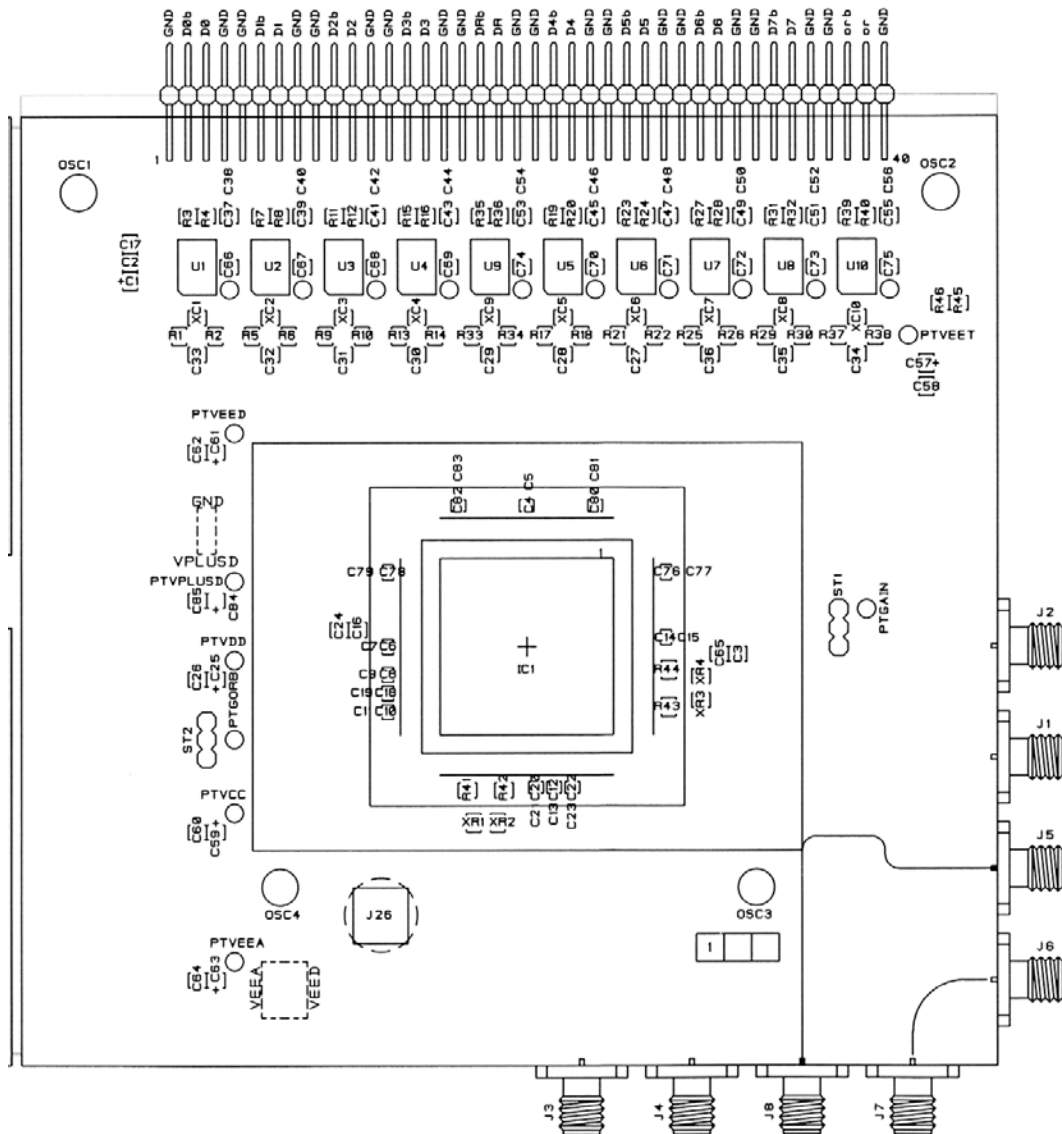 GND D0b D0 GND GND D1b D1 GND GND D2b D2 GND GND D3b D3 GND GND DRb DR GND GND D4b D4 GND GND D5b D5 GND GND D6b D6 GND GND D7b D7 GND GND orb or GND
1 40
OSC1 OSC2
C38 C40 C42 C44 C54 C46 C48 C50 C52 C56
R3 R4 C37 R7 R8 C39 R11 R12 C41 R15 R16 C43 R35 R36 C53 R19 R20 C45 R23 R24 C47 R27 R28 C49 R31 R32 C51 R39 R40 C55
C17
C2
+C1
U1 C66 U2 C67 U3 C68 U4 C69 U9 C74 U5 C70 U6 C71 U7 C72 U8 C73 U10 C75
R46 R45
XC1 XC2 XC3 XC4 XC9 XC5 XC6 XC7 XC8 XC10
R1 R2 R5 R6 R9 R10 R13 R14 R33 R34 R17 R18 R21 R22 R25 R26 R29 R30 R37 R38
PTVEET
C33 C32 C31 C30 C29 C28 C27 C36 C35 C34
C57+
C58
PTVEED
C62 C61
+
C83 C5 C81
C82 C4 C80
GND
VPLUSD
1
C79 C78 C76 C77
PTVPLUSD
C85 + C84
ST1 PTGAIN
J2
C24 C16
C14 C15
PTVDD
C7 C6
IC1
C65 C3
C26 C25
+
C9 C8
R44 XR4
C19 C18
C11 C10
R43 XR3
PTGORB
ST2
J1
R41 R42 C20 C12 C22
C21 C13 C23
XR1 XR2
PTVCC
C60 C59
+
J5
OSC4 J26 OSC3
1
PTVEEA
C64 C63
+
VEEA VEED
J6
J3 J4 J8 J7